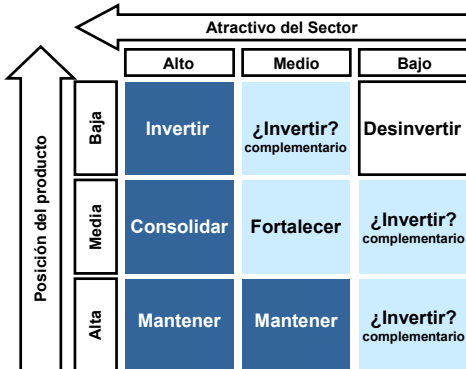 Atractivo del Sector
Alto
Medio
Bajo
Posición del producto
Baja
Invertir
¿Invertir?
complementario
Desinvertir
Media
Consolidar
Fortalecer
¿Invertir?
complementario
Alta
Mantener
Mantener
¿Invertir?
complementario